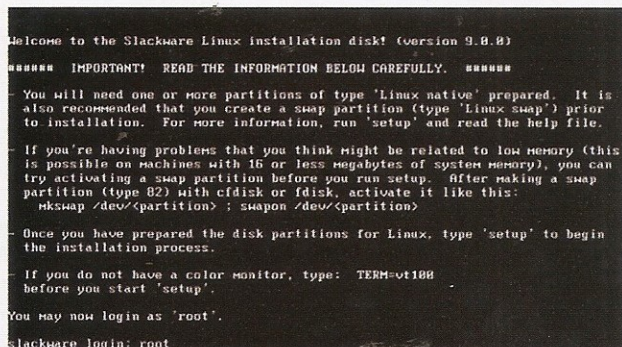 Welcome to the Slackware Linux installation disk! (version 9.0.0)
###### IMPORTANT! READ THE INFORMATION BELOW CAREFULLY. ######
- You will need one or more partitions of type 'Linux native' prepared. It is
also recommended that you create a swap partition (type 'Linux swap') prior
to installation. For more information, run 'setup' and read the help file.
- If you're having problems that you think might be related to low memory (this
is possible on machines with 16 or less megabytes of system memory), you can
try activating a swap partition before you run setup. After making a swap
partition (type 82) with cfdisk or fdisk, activate it like this:
mkswap /dev/<partition> ; swapon /dev/<partition>
- Once you have prepared the disk partitions for Linux, type 'setup' to begin
the installation process.
- If you do not have a color monitor, type: TERM=vt100
before you start 'setup'.
You may now login as 'root'.
slackware login: root